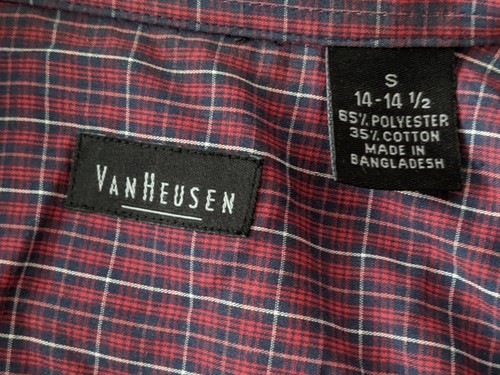 S
14-14 1/2
65% POLYESTER
35% COTTON
MADE IN
BANGLADESH
VANHEUSEN